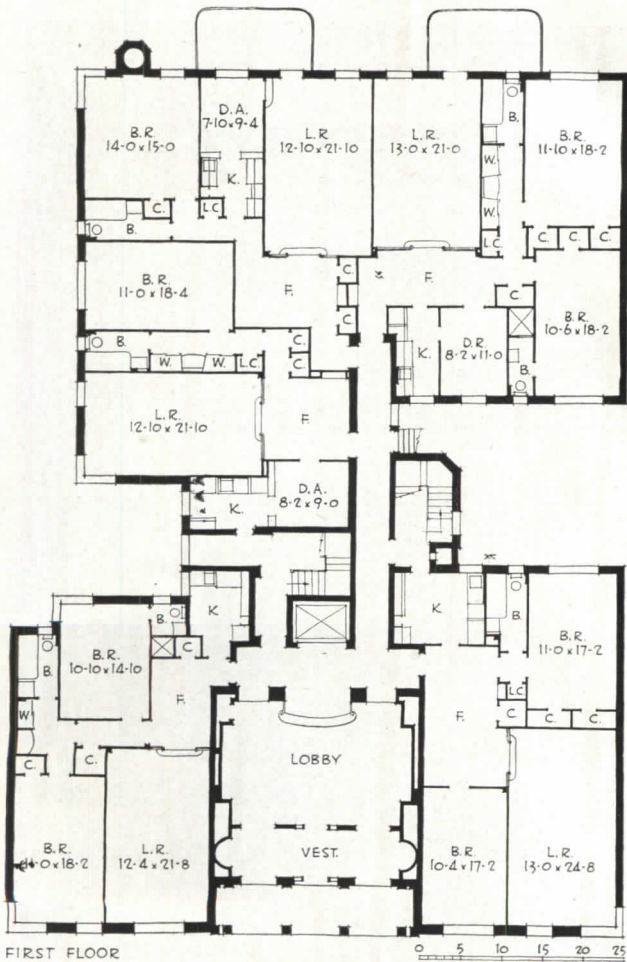 D.A.
7-10 x 9-4
B.R.
14-0 x 15-0
L.R.
12-10 x 21-10
L.R.
13-0 x 21-0
B.
B.R.
11-10 x 18-2
K.
W.
C.
L.C.
B.
W.
L.C.
C.
C.
C.
B.R.
11-0 x 18-4
F.
C.
F.
C.
B.R.
10-6 x 18-2
C.
B.
W.
W.
L.C.
C.
C.
K.
D.R.
8-2 x 11-0
B.
L.R.
12-10 x 21-10
F.
D.A.
8-2 x 9-0
K.
K.
B.
C.
K.
B.
B.R.
11-0 x 17-2
B.R.
10-10 x 14-10
B.
L.C.
W.
F.
F.
C.
C.
C.
C.
C.
LOBBY
B.R.
-0 x 18-2
L.R.
12-4 x 21-8
VEST.
B.R.
10-4 x 17-2
L.R.
13-0 x 24-8
FIRST FLOOR
0 5 10 15 20 25